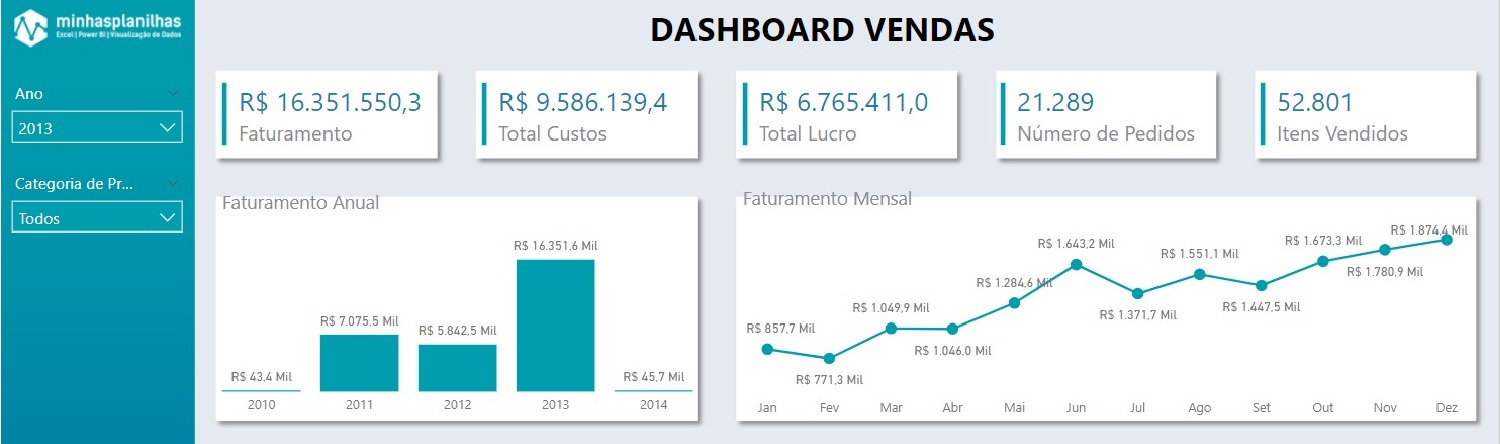 minhasplanilhas
Excel | Power BI | Visualização de Dados
DASHBOARD VENDAS
Ano
2013
Categoria de Pr...
Todos
R$ 16.351.550,3
Faturamento
R$ 9.586.139,4
Total Custos
R$ 6.765.411,0
Total Lucro
21.289
Número de Pedidos
52.801
Itens Vendidos
Faturamento Anual
R$ 43,4 Mil
R$ 7.075,5 Mil
R$ 5.842,5 Mil
R$ 16.351,6 Mil
R$ 45,7 Mil
2010 2011 2012 2013 2014
Faturamento Mensal
R$ 857,7 Mil
R$ 771,3 Mil
R$ 1.049,9 Mil
R$ 1.046,0 Mil
R$ 1.284,6 Mil
R$ 1.643,2 Mil
R$ 1.371,7 Mil
R$ 1.551,1 Mil
R$ 1.447,5 Mil
R$ 1.673,3 Mil
R$ 1.780,9 Mil
R$ 1.874,4 Mil
Jan Fev Mar Abr Mai Jun Jul Ago Set Out Nov Dez